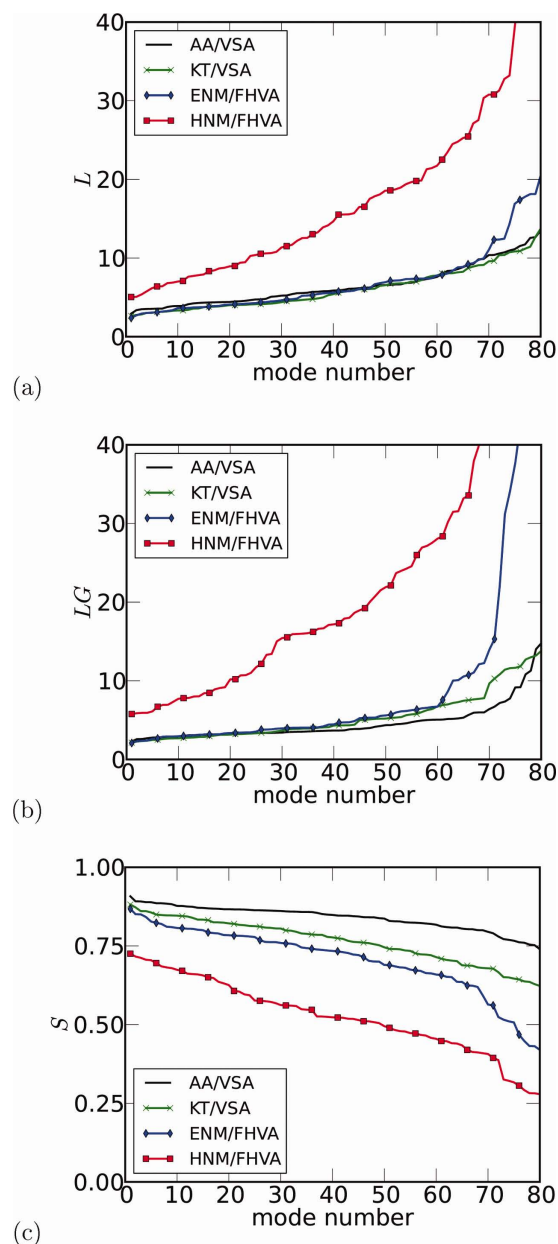 40
30
20
10
0
L
AA/VSA
KT/VSA
ENM/FHVA
HNM/FHVA
0 10 20 30 40 50 60 70 80
mode number
(a)
40
30
20
10
0
LG
AA/VSA
KT/VSA
ENM/FHVA
HNM/FHVA
0 10 20 30 40 50 60 70 80
mode number
(b)
1.00
0.75
0.50
0.25
0.00
S
AA/VSA
KT/VSA
ENM/FHVA
HNM/FHVA
0 10 20 30 40 50 60 70 80
mode number
(c)